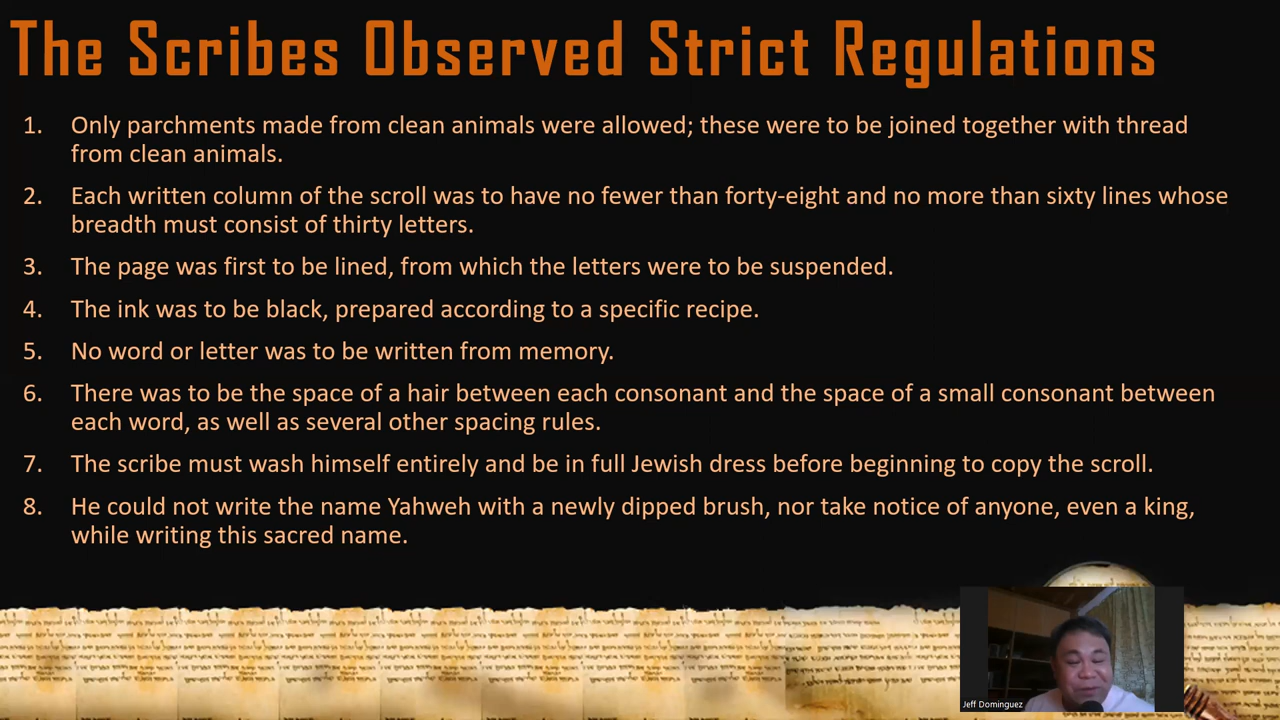 The Scribes Observed Strict Regulations
1. Only parchments made from clean animals were allowed; these were to be joined together with thread
from clean animals.
2. Each written column of the scroll was to have no fewer than forty-eight and no more than sixty lines whose
breadth must consist of thirty letters.
3. The page was first to be lined, from which the letters were to be suspended.
4. The ink was to be black, prepared according to a specific recipe.
5. No word or letter was to be written from memory.
6. There was to be the space of a hair between each consonant and the space of a small consonant between
each word, as well as several other spacing rules.
7. The scribe must wash himself entirely and be in full Jewish dress before beginning to copy the scroll.
8. He could not write the name Yahweh with a newly dipped brush, nor take notice of anyone, even a king,
while writing this sacred name.
Jeff Dominguez